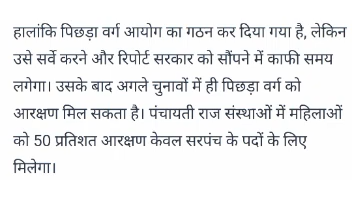 हालांकि पिछड़ा वर्ग आयोग का गठन कर दिया गया है, लेकिन
उसे सर्वे करने और रिपोर्ट सरकार को सौंपने में काफी समय
लगेगा। उसके बाद अगले चुनावों में ही पिछड़ा वर्ग को
आरक्षण मिल सकता है। पंचायती राज संस्थाओं में महिलाओं
को 50 प्रतिशत आरक्षण केवल सरपंच के पदों के लिए
मिलेगा।